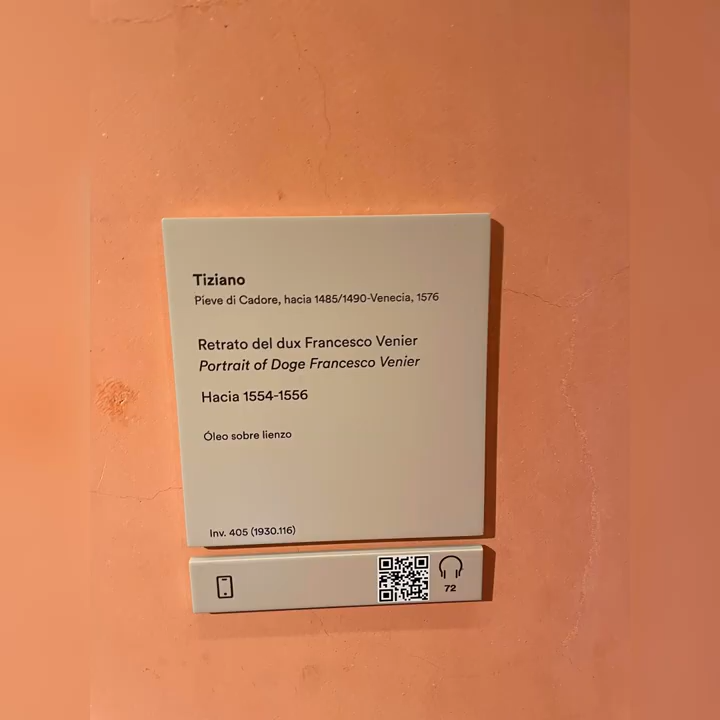 Tiziano
Pieve di Cadore, hacia 1485/1490-Venecia, 1576
Retrato del dux Francesco Venier
Portrait of Doge Francesco Venier
Hacia 1554-1556
Óleo sobre lienzo
Inv. 405 (1930.116)
72